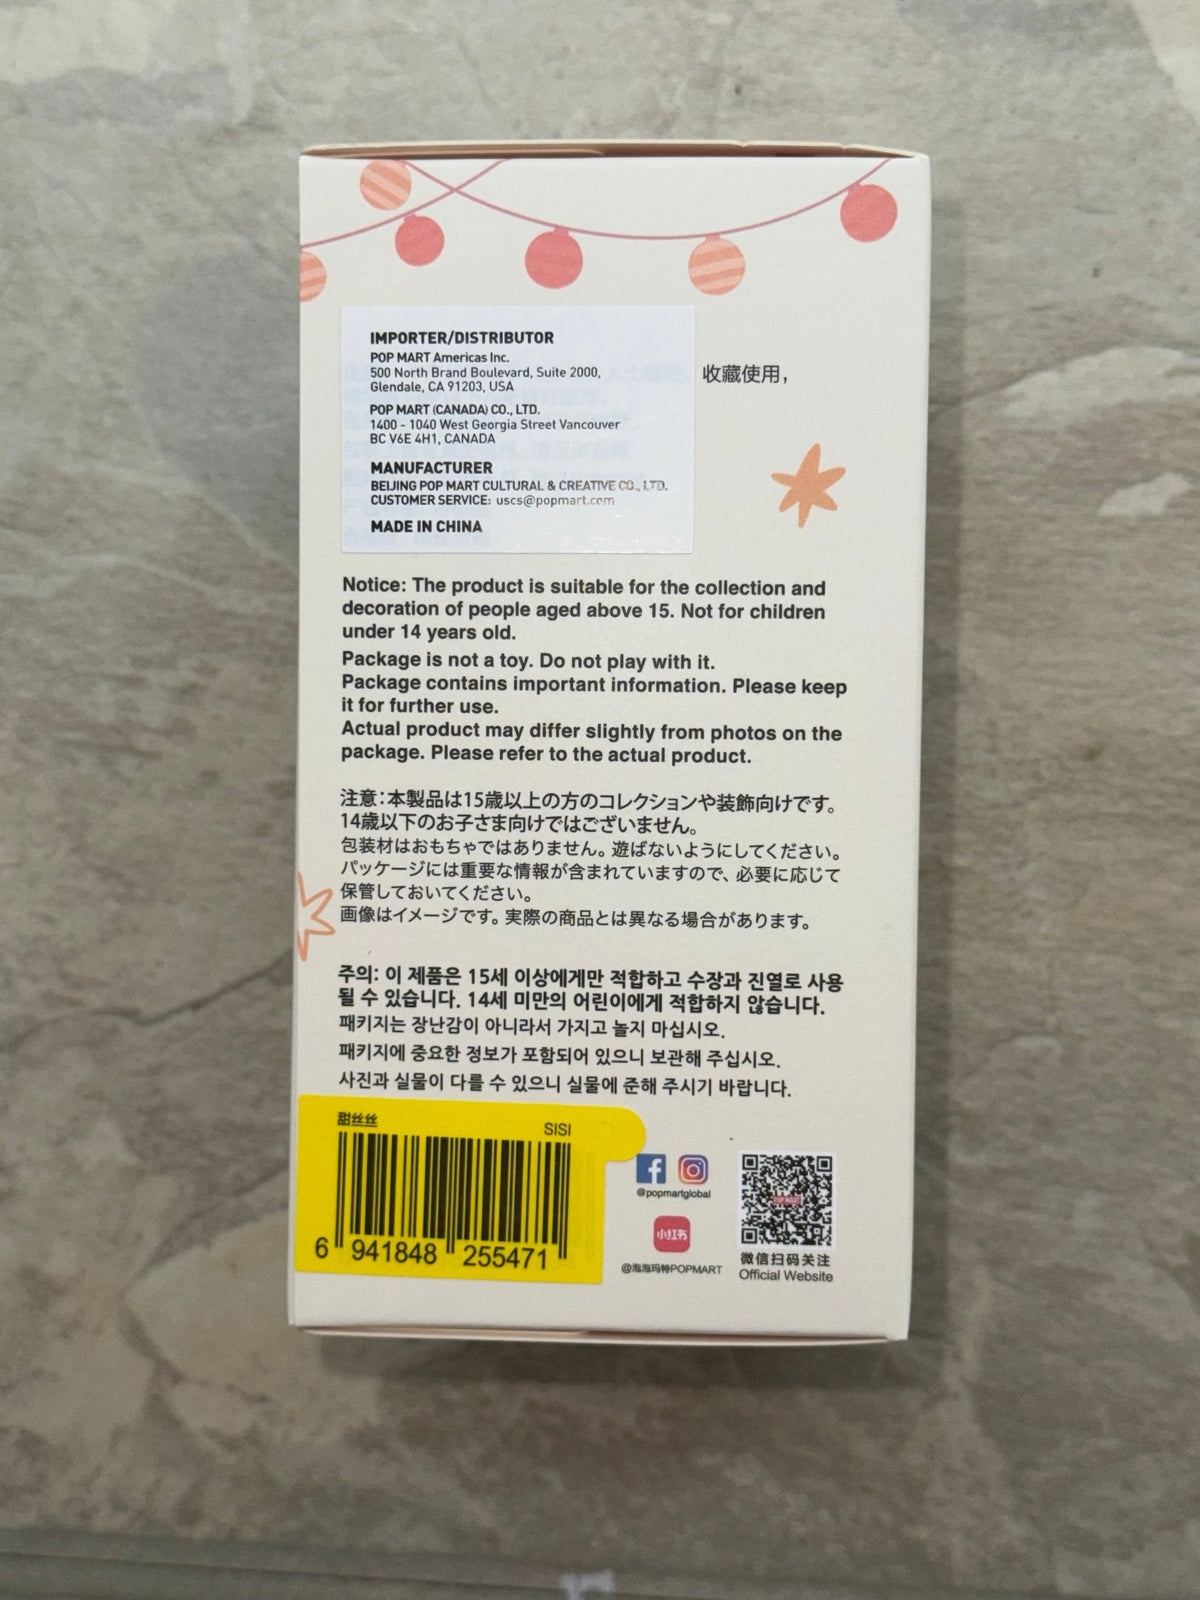 IMPORTER/DISTRIBUTOR
POP MART Americas Inc.
500 North Brand Boulevard, Suite 2000,
Glendale, CA 91203, USA
POP MART (CANADA) CO., LTD.
1400 - 1040 West Georgia Street Vancouver
BC V6E 4H1, CANADA
MANUFACTURER
BEIJING POP MART CULTURAL & CREATIVE CO., LTD.
CUSTOMER SERVICE: uscs@popmart.com
MADE IN CHINA
收藏使用，
Notice: The product is suitable for the collection and
decoration of people aged above 15. Not for children
under 14 years old.
Package is not a toy. Do not play with it.
Package contains important information. Please keep
it for further use.
Actual product may differ slightly from photos on the
package. Please refer to the actual product.
注意：本製品は15歳以上の方のコレクションや装飾向けです。
14歳以下のお子さま向けではございません。
包装材はおもちゃではありません。遊ばないようにしてください。
パッケージには重要な情報が含まれていますので、必要に応じて
保管しておいてください。
画像はイメージです。実際の商品とは異なる場合があります。
주의: 이 제품은 15세 이상에게만 적합하고 수장과 진열로 사용
될 수 있습니다. 14세 미만의 어린이에게 적합하지 않습니다.
패키지는 장난감이 아니라서 가지고 놀지 마십시오.
패키지에 중요한 정보가 포함되어 있으니 보관해 주십시오.
사진과 실물이 다를 수 있으니 실물에 준해 주시기 바랍니다.
甜丝丝 SISI
6 941848 255471
@popmartglobal
小红书
@泡泡玛特POPMART
POP MART
微信扫码关注
Official Website